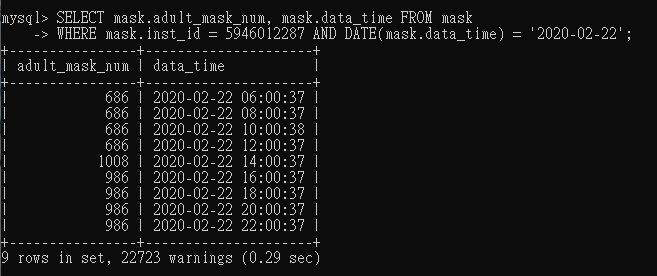 mysql> SELECT mask.adult_mask_num, mask.data_time FROM mask
    -> WHERE mask.inst_id = 5946012287 AND DATE(mask.data_time) = '2020-02-22';
+----------------+---------------------+
| adult_mask_num | data_time           |
+----------------+---------------------+
|            686 | 2020-02-22 06:00:37 |
|            686 | 2020-02-22 08:00:37 |
|            686 | 2020-02-22 10:00:38 |
|            686 | 2020-02-22 12:00:37 |
|           1008 | 2020-02-22 14:00:37 |
|            986 | 2020-02-22 16:00:37 |
|            986 | 2020-02-22 18:00:37 |
|            986 | 2020-02-22 20:00:37 |
|            986 | 2020-02-22 22:00:37 |
+----------------+---------------------+
9 rows in set, 22723 warnings (0.29 sec)